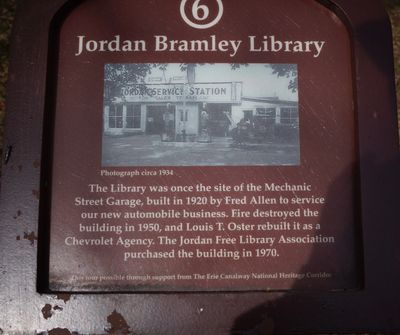 6
Jordan Bramley Library
JORDAN SERVICE STATION
Photograph circa 1934
The Library was once the site of the Mechanic
Street Garage, built in 1920 by Fred Allen to service
our new automobile business. Fire destroyed the
building in 1950, and Louis T. Oster rebuilt it as a
Chevrolet Agency. The Jordan Free Library Association
purchased the building in 1970.
This tour possible through support from The Erie Canalway National Heritage Corridor